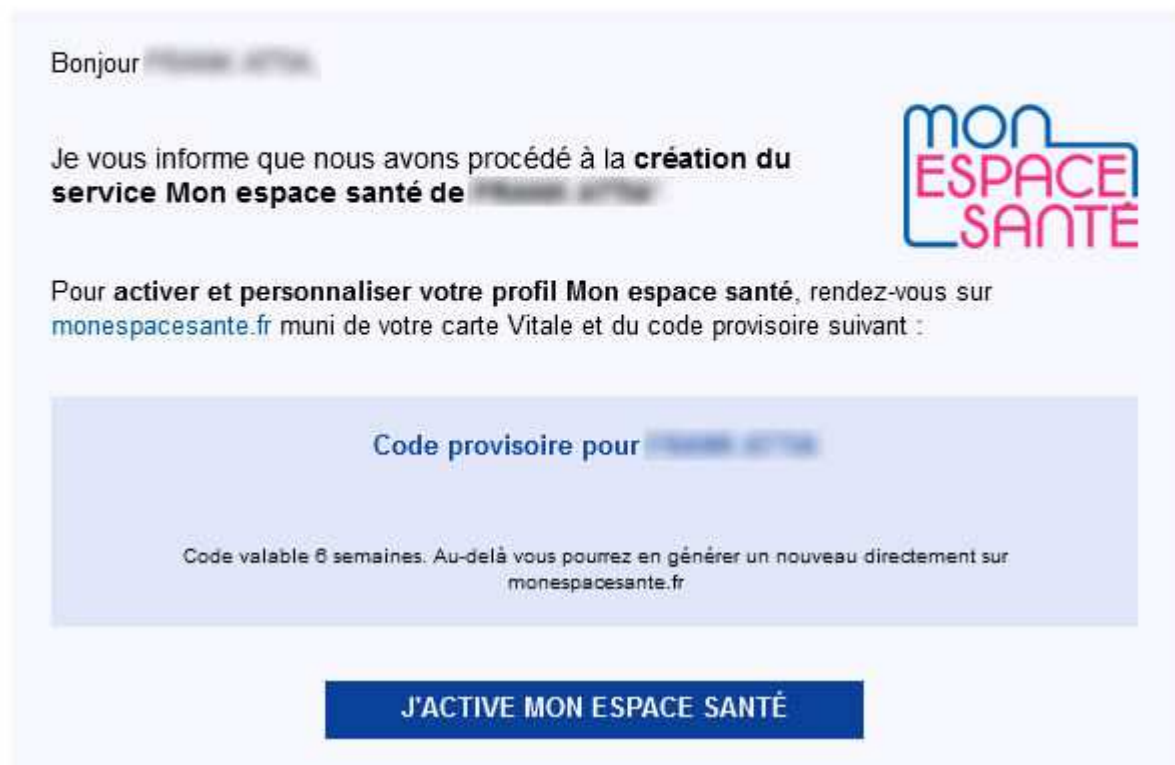 Bonjour
Je vous informe que nous avons procédé à la création du
service Mon espace santé de
mon
ESPACE
SANTÉ
Pour activer et personnaliser votre profil Mon espace santé, rendez-vous sur
monespacesante.fr muni de votre carte Vitale et du code provisoire suivant :
Code provisoire pour
Code valable 6 semaines. Au-delà vous pourrez en générer un nouveau directement sur
monespacesante.fr
J'ACTIVE MON ESPACE SANTÉ